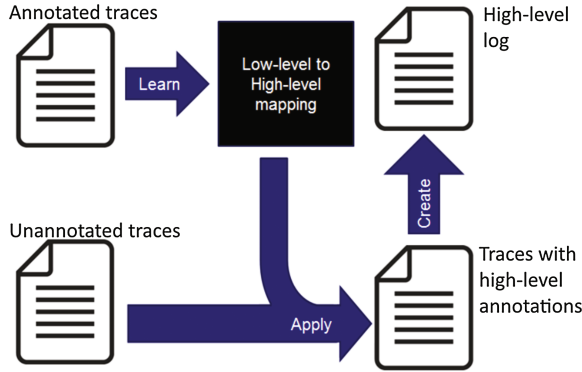 Annotated traces
Learn
Low-level to
High-level
mapping
High-level
log
Create
Unannotated traces
Apply
Traces with
high-level
annotations